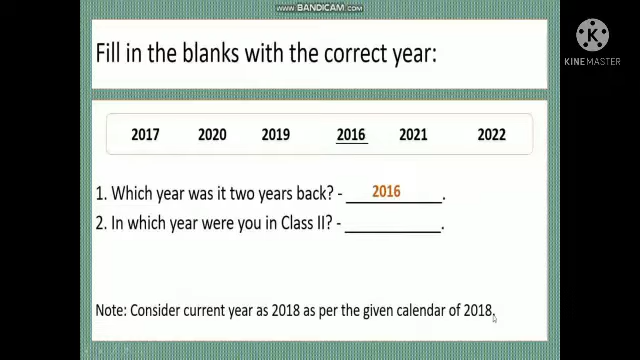 WWW.BANDICAM.COM
Fill in the blanks with the correct year:
K
KINEMASTER
2017 2020 2019 2016 2021 2022
1. Which year was it two years back? - 2016.
2. In which year were you in Class II? - ____________.
Note: Consider current year as 2018 as per the given calendar of 2018.